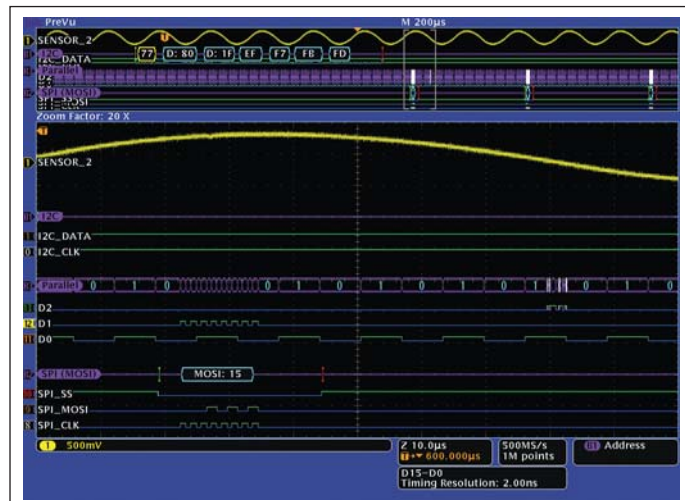 PreVu M 200µs
SENSOR_2
I2C 77 D: 80 D: 1F EF F7 FB FD
I2C_DATA
Parallel
SPI (MOSI)
SPI_CLK
Zoom Factor: 20 X
SENSOR_2
I2C
I2C_DATA
I2C_CLK
Parallel 0 1 0 0 1 0 1 0 1 0 1 0
D2
D1
D0
SPI (MOSI) MOSI: 15
SPI_SS
SPI_MOSI
SPI_CLK
1 500mV Z 10.0µs 500MS/s B1 Address
600.000µs 1M points
D15-D0
Timing Resolution: 2.00ns